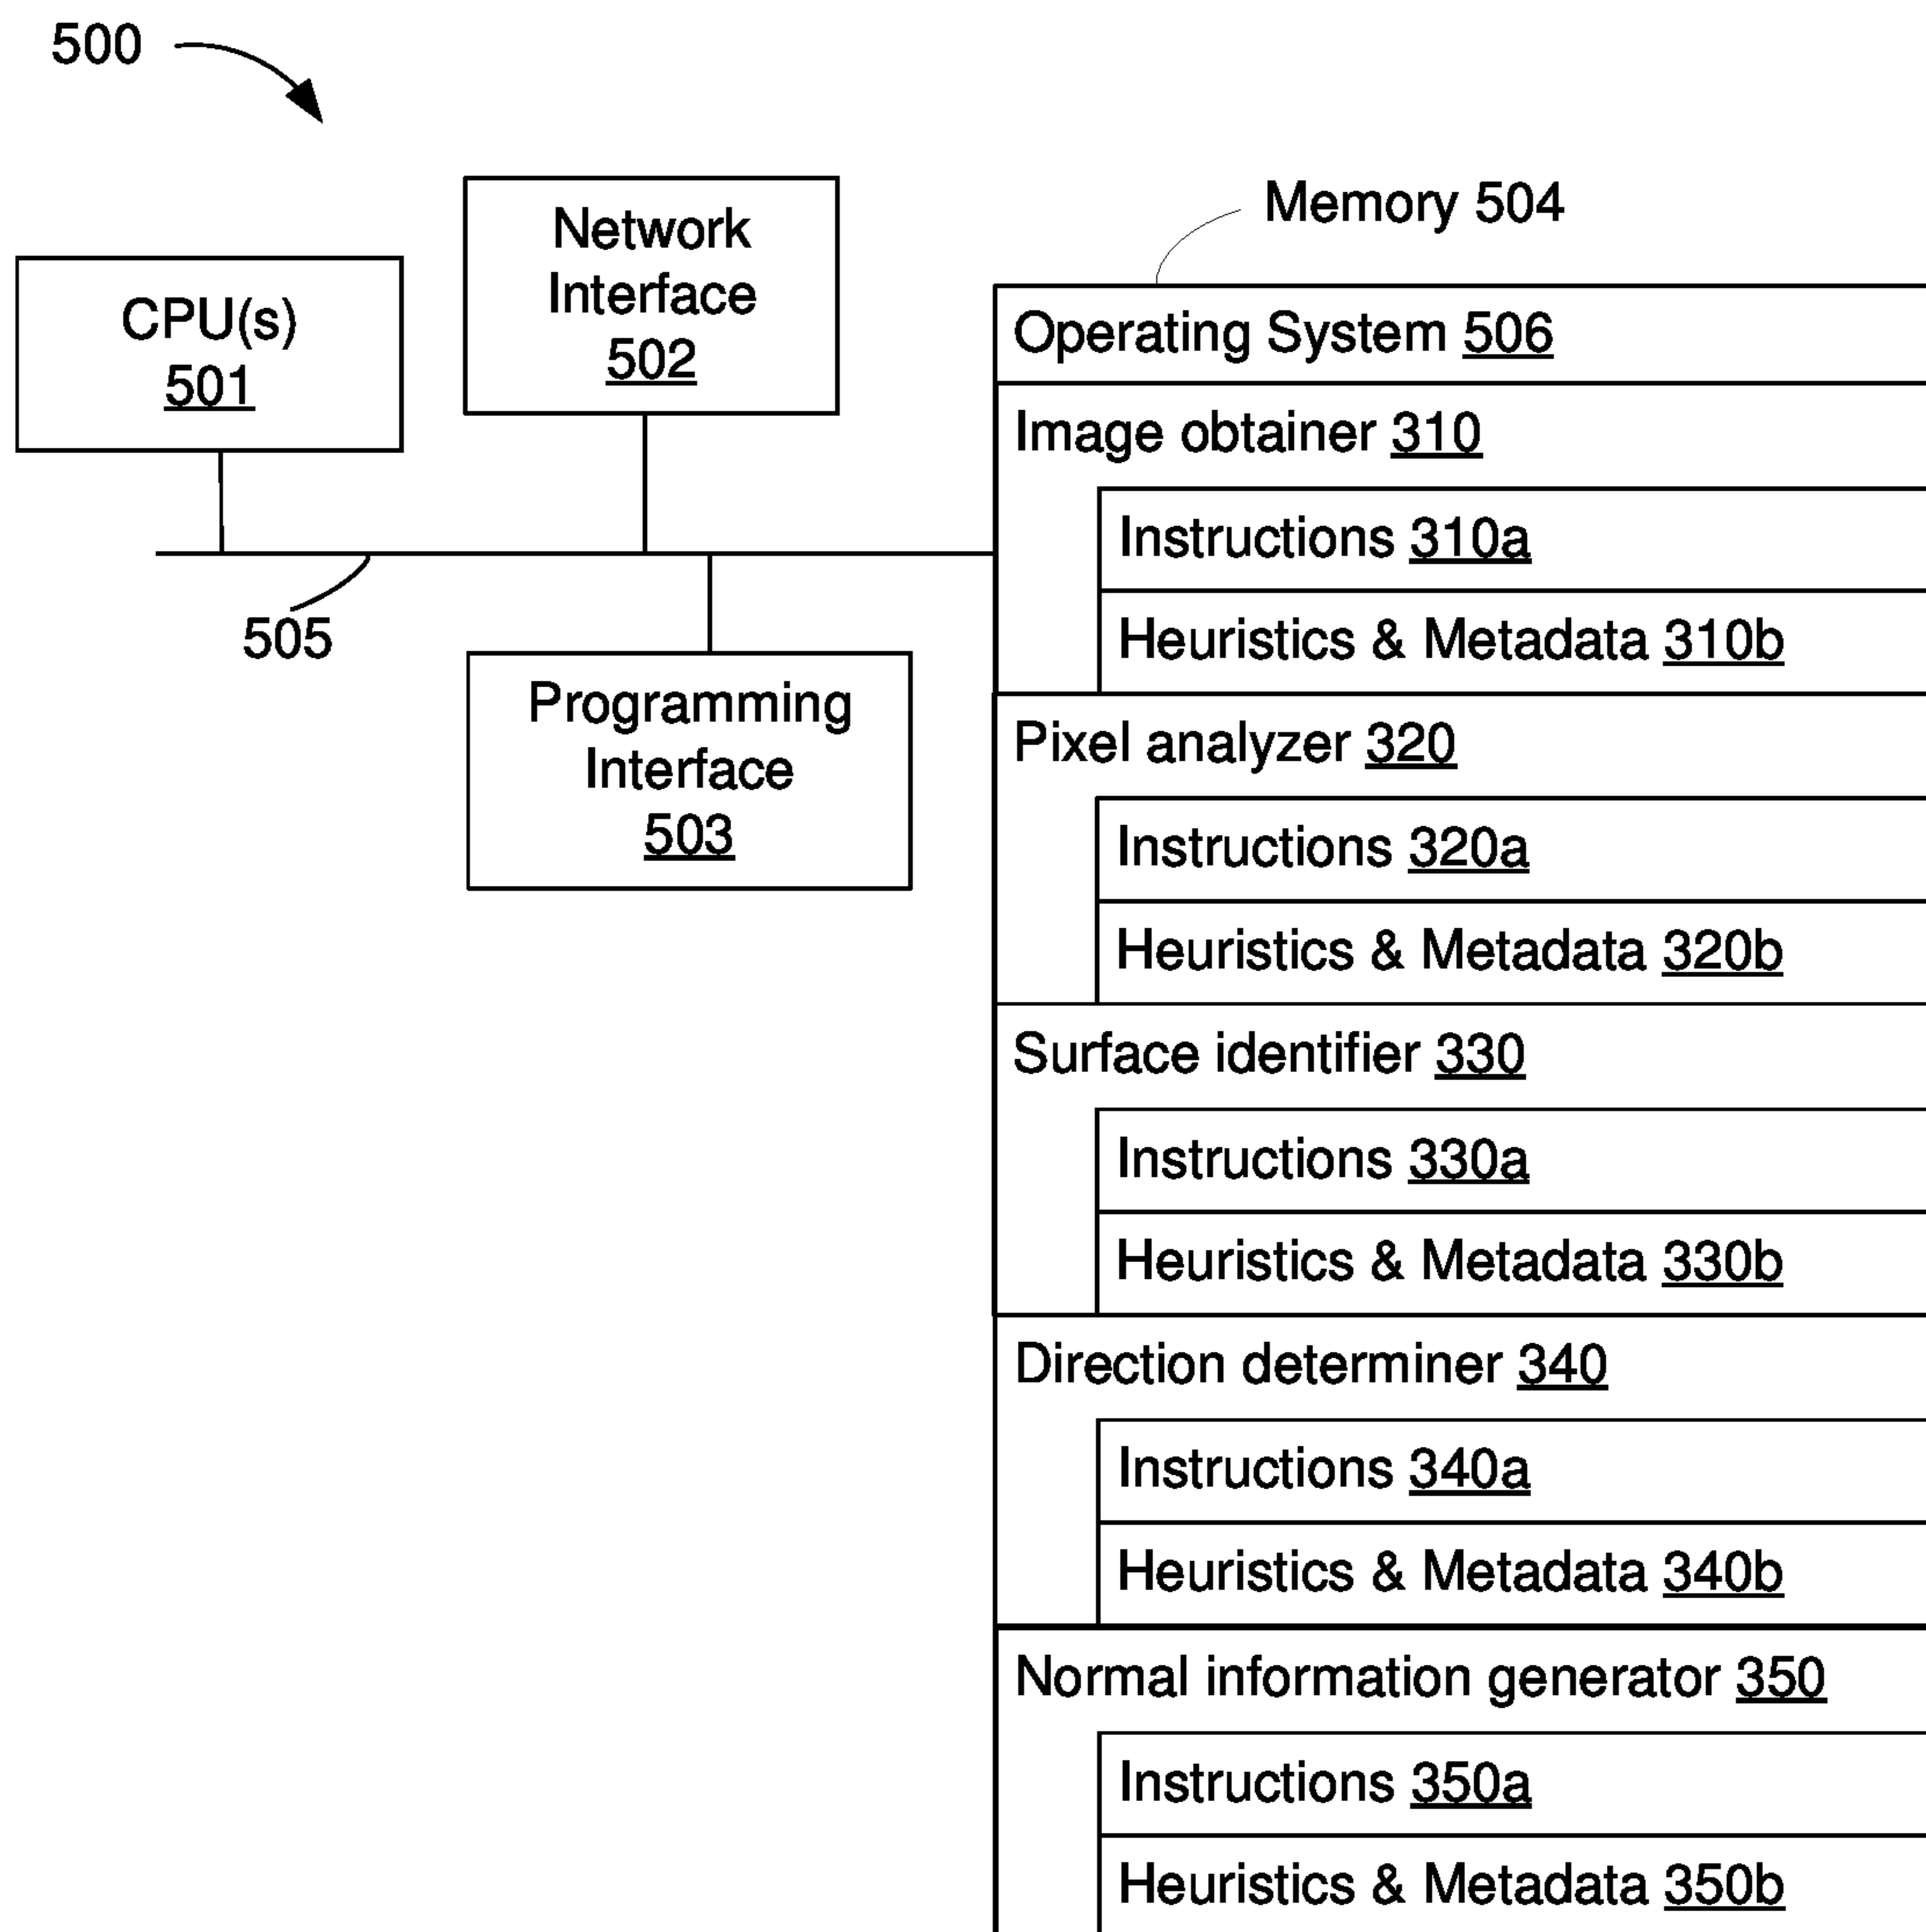 500
Network
Interface
502
Memory 504
CPU(s)
501
Operating System 506
Image obtainer 310
Instructions 310a
505
Heuristics & Metadata 310b
Programming
Interface
503
Pixel analyzer 320
Instructions 320a
Heuristics & Metadata 320b
Surface identifier 330
Instructions 330a
Heuristics & Metadata 330b
Direction determiner 340
Instructions 340a
Heuristics & Metadata 340b
Normal information generator 350
Instructions 350a
Heuristics & Metadata 350b